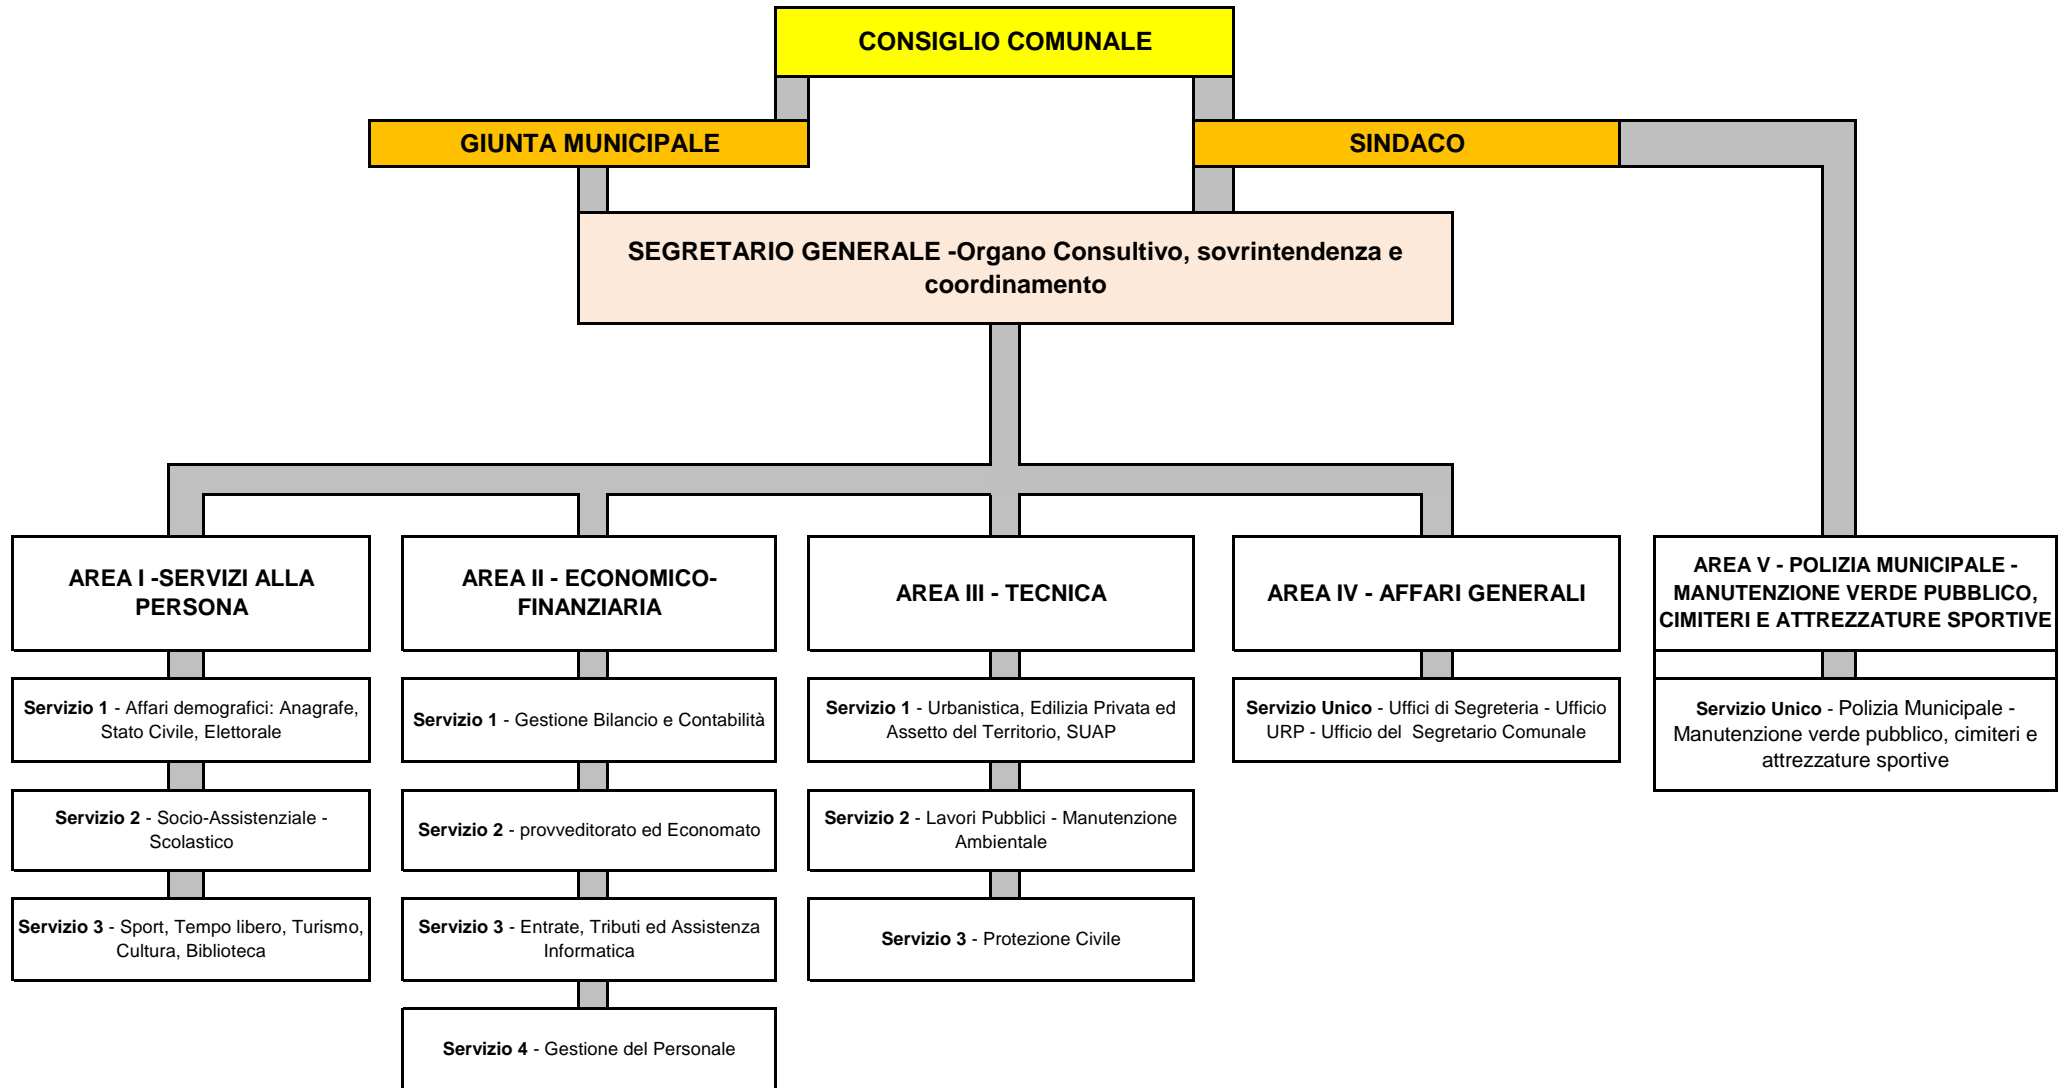 CONSIGLIO COMUNALE
GIUNTA MUNICIPALE
SINDACO
SEGRETARIO GENERALE -Organo Consultivo, sovrintendenza e
coordinamento
AREA I -SERVIZI ALLA
PERSONA
AREA II - ECONOMICO-
FINANZIARIA
AREA III - TECNICA
AREA IV - AFFARI GENERALI
AREA V - POLIZIA MUNICIPALE -
MANUTENZIONE VERDE PUBBLICO,
CIMITERI E ATTREZZATURE SPORTIVE
Servizio 1 - Affari demografici: Anagrafe,
Stato Civile, Elettorale
Servizio 1 - Gestione Bilancio e Contabilità
Servizio 1 - Urbanistica, Edilizia Privata ed
Assetto del Territorio, SUAP
Servizio Unico - Uffici di Segreteria - Ufficio
URP - Ufficio del  Segretario Comunale
Servizio Unico - Polizia Municipale -
Manutenzione verde pubblico, cimiteri e
attrezzature sportive
Servizio 2 - Socio-Assistenziale -
Scolastico
Servizio 2 - provveditorato ed Economato
Servizio 2 - Lavori Pubblici - Manutenzione
Ambientale
Servizio 3 - Sport, Tempo libero, Turismo,
Cultura, Biblioteca
Servizio 3 - Entrate, Tributi ed Assistenza
Informatica
Servizio 3 - Protezione Civile
Servizio 4 - Gestione del Personale